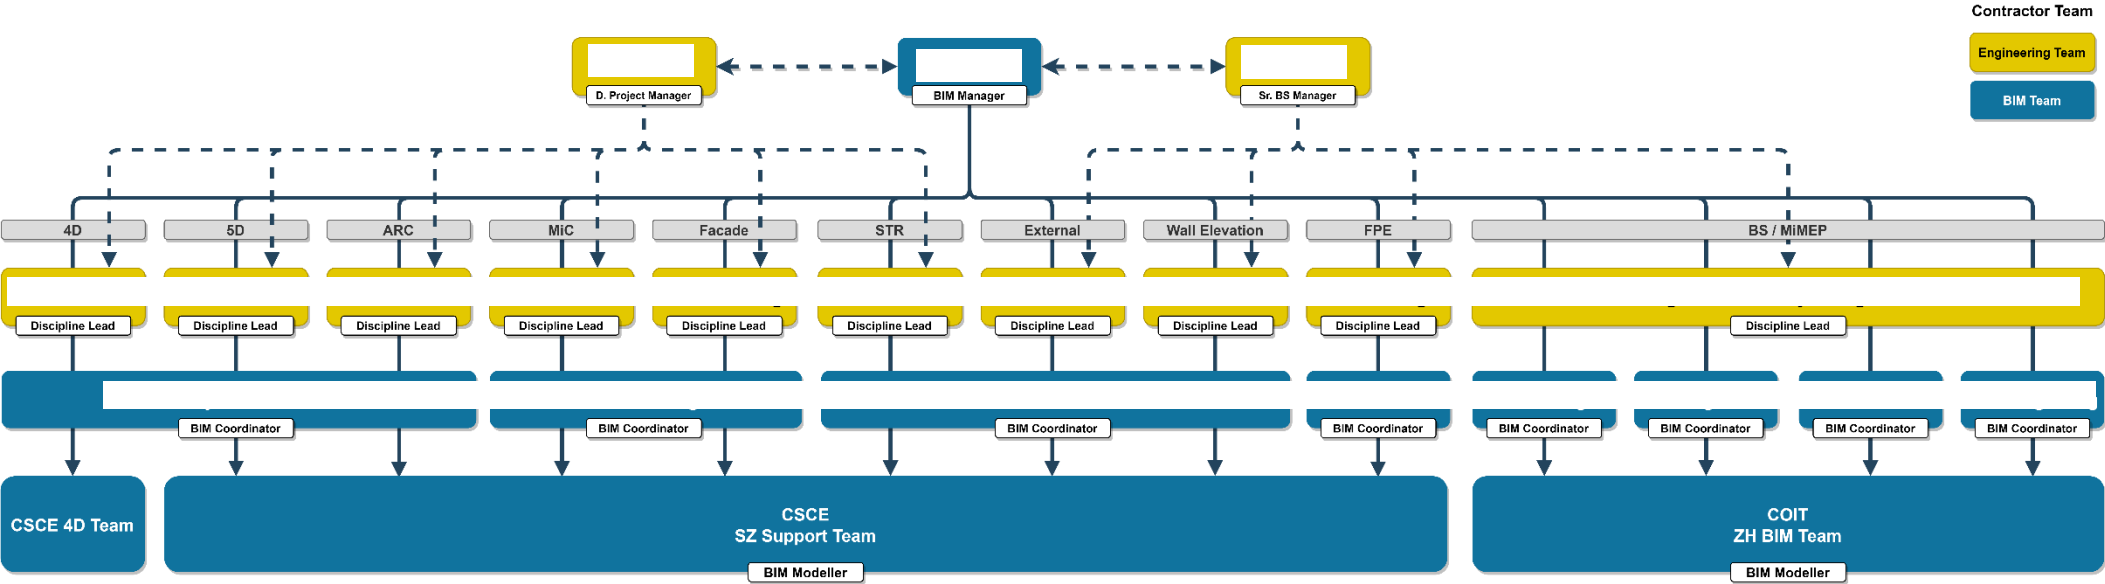 Contractor Team
Engineering Team
BIM Team
D. Project Manager
BIM Manager
Sr. BS Manager
4D
5D
ARC
MiC
Facade
STR
External
Wall Elevation
FPE
BS / MiMEP
Discipline Lead
Discipline Lead
Discipline Lead
Discipline Lead
Discipline Lead
Discipline Lead
Discipline Lead
Discipline Lead
Discipline Lead
Discipline Lead
BIM Coordinator
BIM Coordinator
BIM Coordinator
BIM Coordinator
BIM Coordinator
BIM Coordinator
BIM Coordinator
BIM Coordinator
CSCE 4D Team
CSCE
SZ Support Team
BIM Modeller
COIT
ZH BIM Team
BIM Modeller